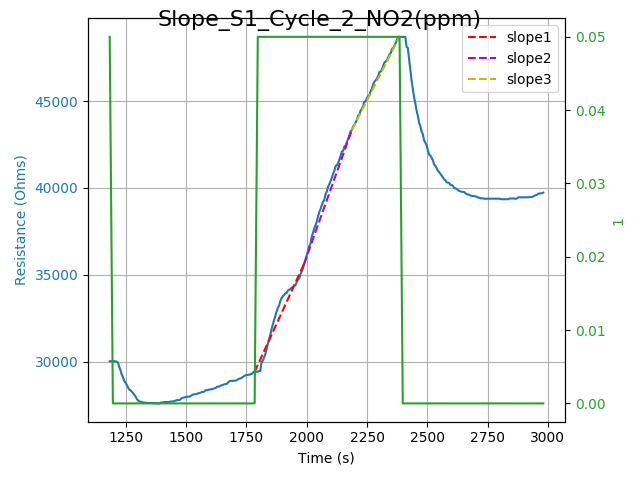 Slope_S1_Cycle_2_NO2(ppm)
slope1
slope2
slope3
45000
40000
35000
30000
Resistance (Ohms)
0.05
0.04
0.03
0.02
0.01
0.00
1
1250 1500 1750 2000 2250 2500 2750 3000
Time (s)